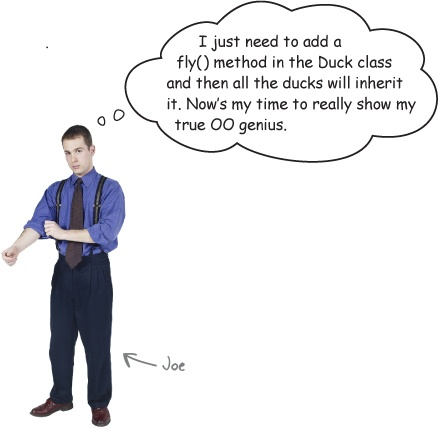 I just need to add a
fly() method in the Duck class
and then all the ducks will inherit
it. Now's my time to really show my
true OO genius.
Joe